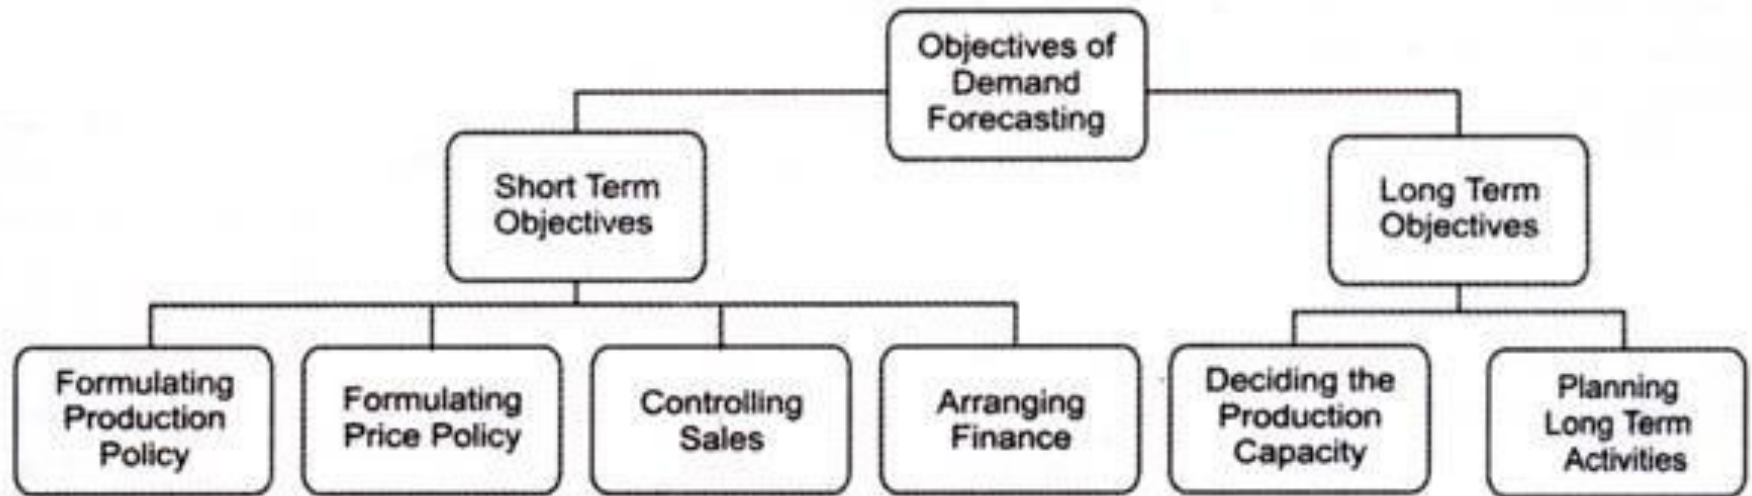 Objectives of
Demand
Forecasting
Short Term
Objectives
Long Term
Objectives
Formulating
Production
Policy
Formulating
Price Policy
Controlling
Sales
Arranging
Finance
Deciding the
Production
Capacity
Planning
Long Term
Activities